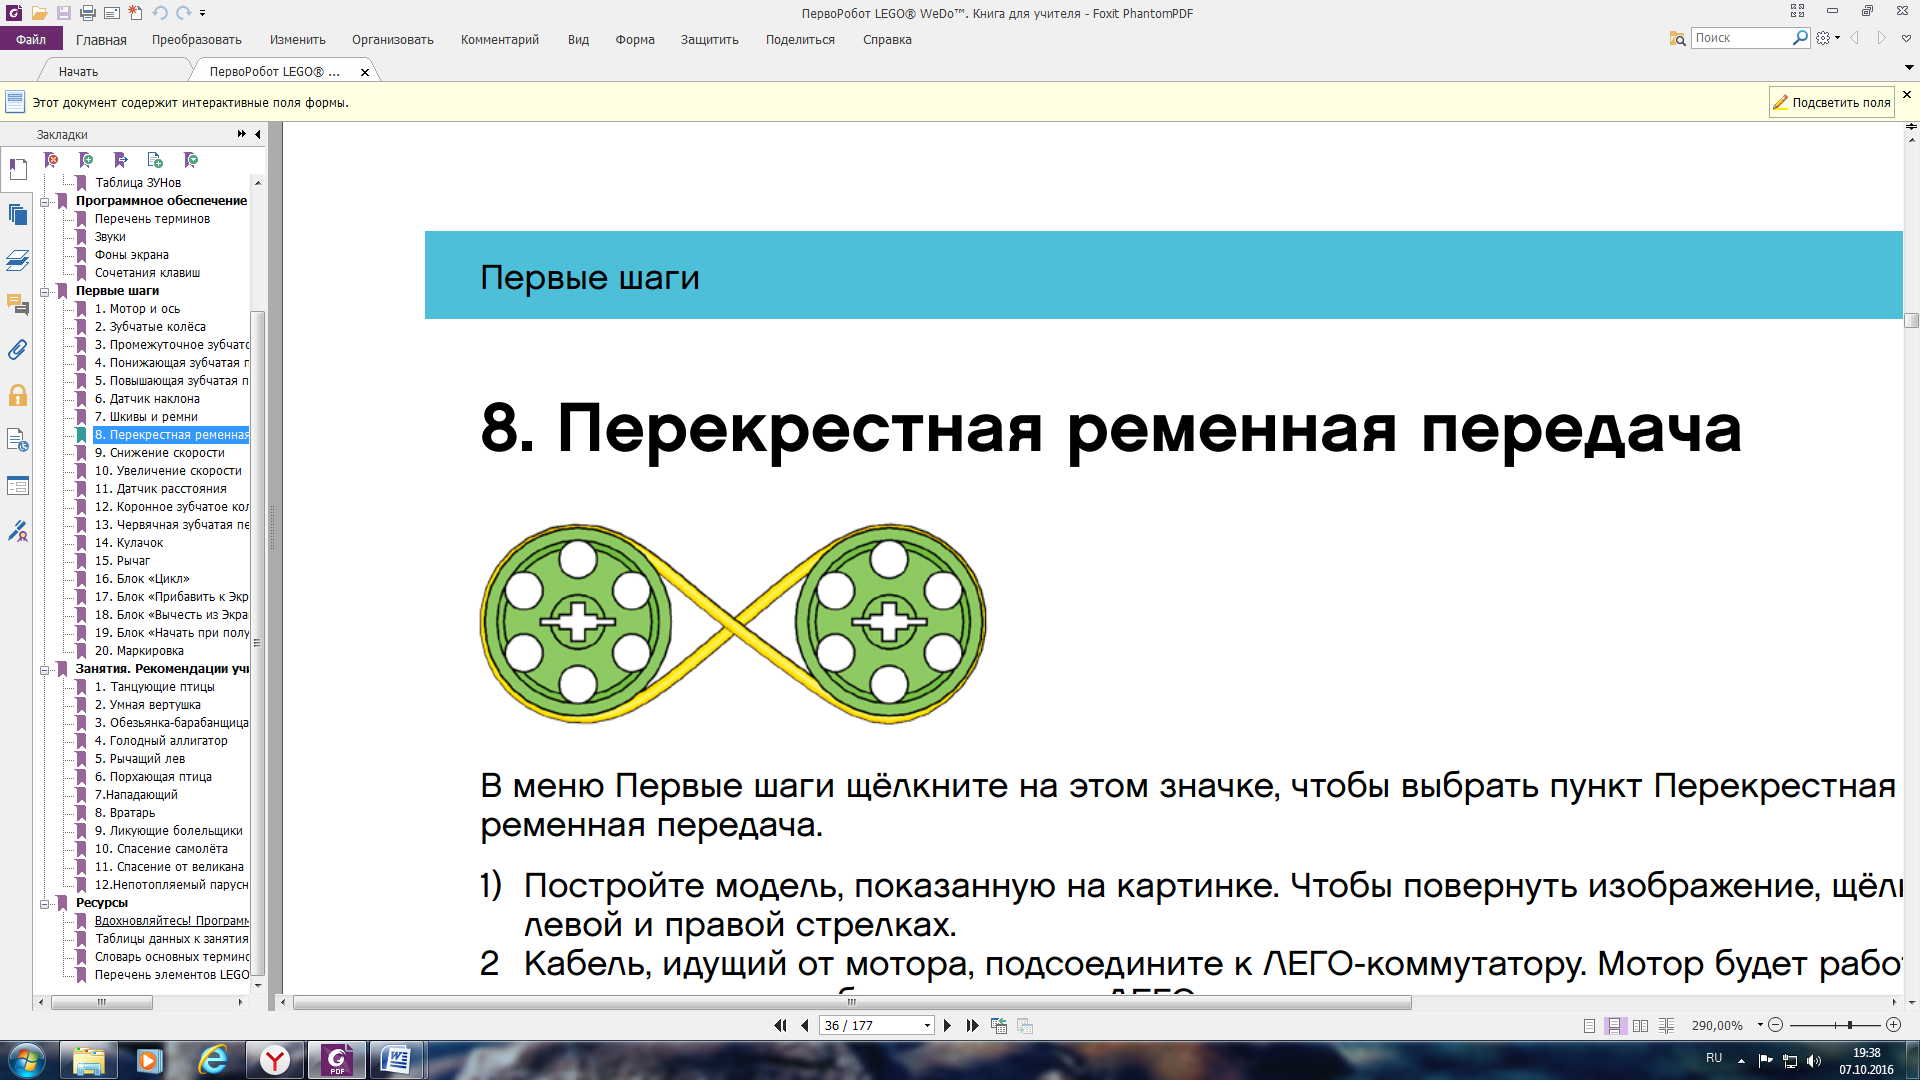 ПервоРобот LEGO® WeDo™. Книга для учителя - Foxit PhantomPDF
Файл Главная Преобразовать Изменить Организовать Комментарий Вид Форма Защитить Поделиться Справка Поиск
Начать ПервоРобот LEGO® ...
Этот документ содержит интерактивные поля формы. Подсветить поля
Закладки
Таблица ЗУНов
Программное обеспечение
Перечень терминов
Звуки
Фоны экрана
Сочетания клавиш
Первые шаги
1. Мотор и ось
2. Зубчатые колёса
3. Промежуточное зубчато
4. Понижающая зубчатая п
5. Повышающая зубчатая п
6. Датчик наклона
7. Шкивы и ремни
8. Перекрестная ременная
9. Снижение скорости
10. Увеличение скорости
11. Датчик расстояния
12. Коронное зубчатое кол
13. Червячная зубчатая пе
14. Кулачок
15. Рычаг
16. Блок «Цикл»
17. Блок «Прибавить к Экр
18. Блок «Вычесть из Экра
19. Блок «Начать при полу
20. Маркировка
Занятия. Рекомендации учи
1. Танцующие птицы
2. Умная вертушка
3. Обезьянка-барабанщица
4. Голодный аллигатор
5. Рычащий лев
6. Порхающая птица
7.Нападающий
8. Вратарь
9. Ликующие болельщики
10. Спасение самолёта
11. Спасение от великана
12.Непотопляемый парусн
Ресурсы
Вдохновляйтесь! Програм
Таблицы данных к занятия
Словарь основных термино
Перечень элементов LEGO
Первые шаги
8. Перекрестная ременная передача
В меню Первые шаги щёлкните на этом значке, чтобы выбрать пункт Перекрестная
ременная передача.
1) Постройте модель, показанную на картинке. Чтобы повернуть изображение, щёл
левой и правой стрелках.
2 Кабель, идущий от мотора, подсоедините к ЛЕГО-коммутатору. Мотор будет рабо
36 / 177
290,00%
RU
19:38
07.10.2016